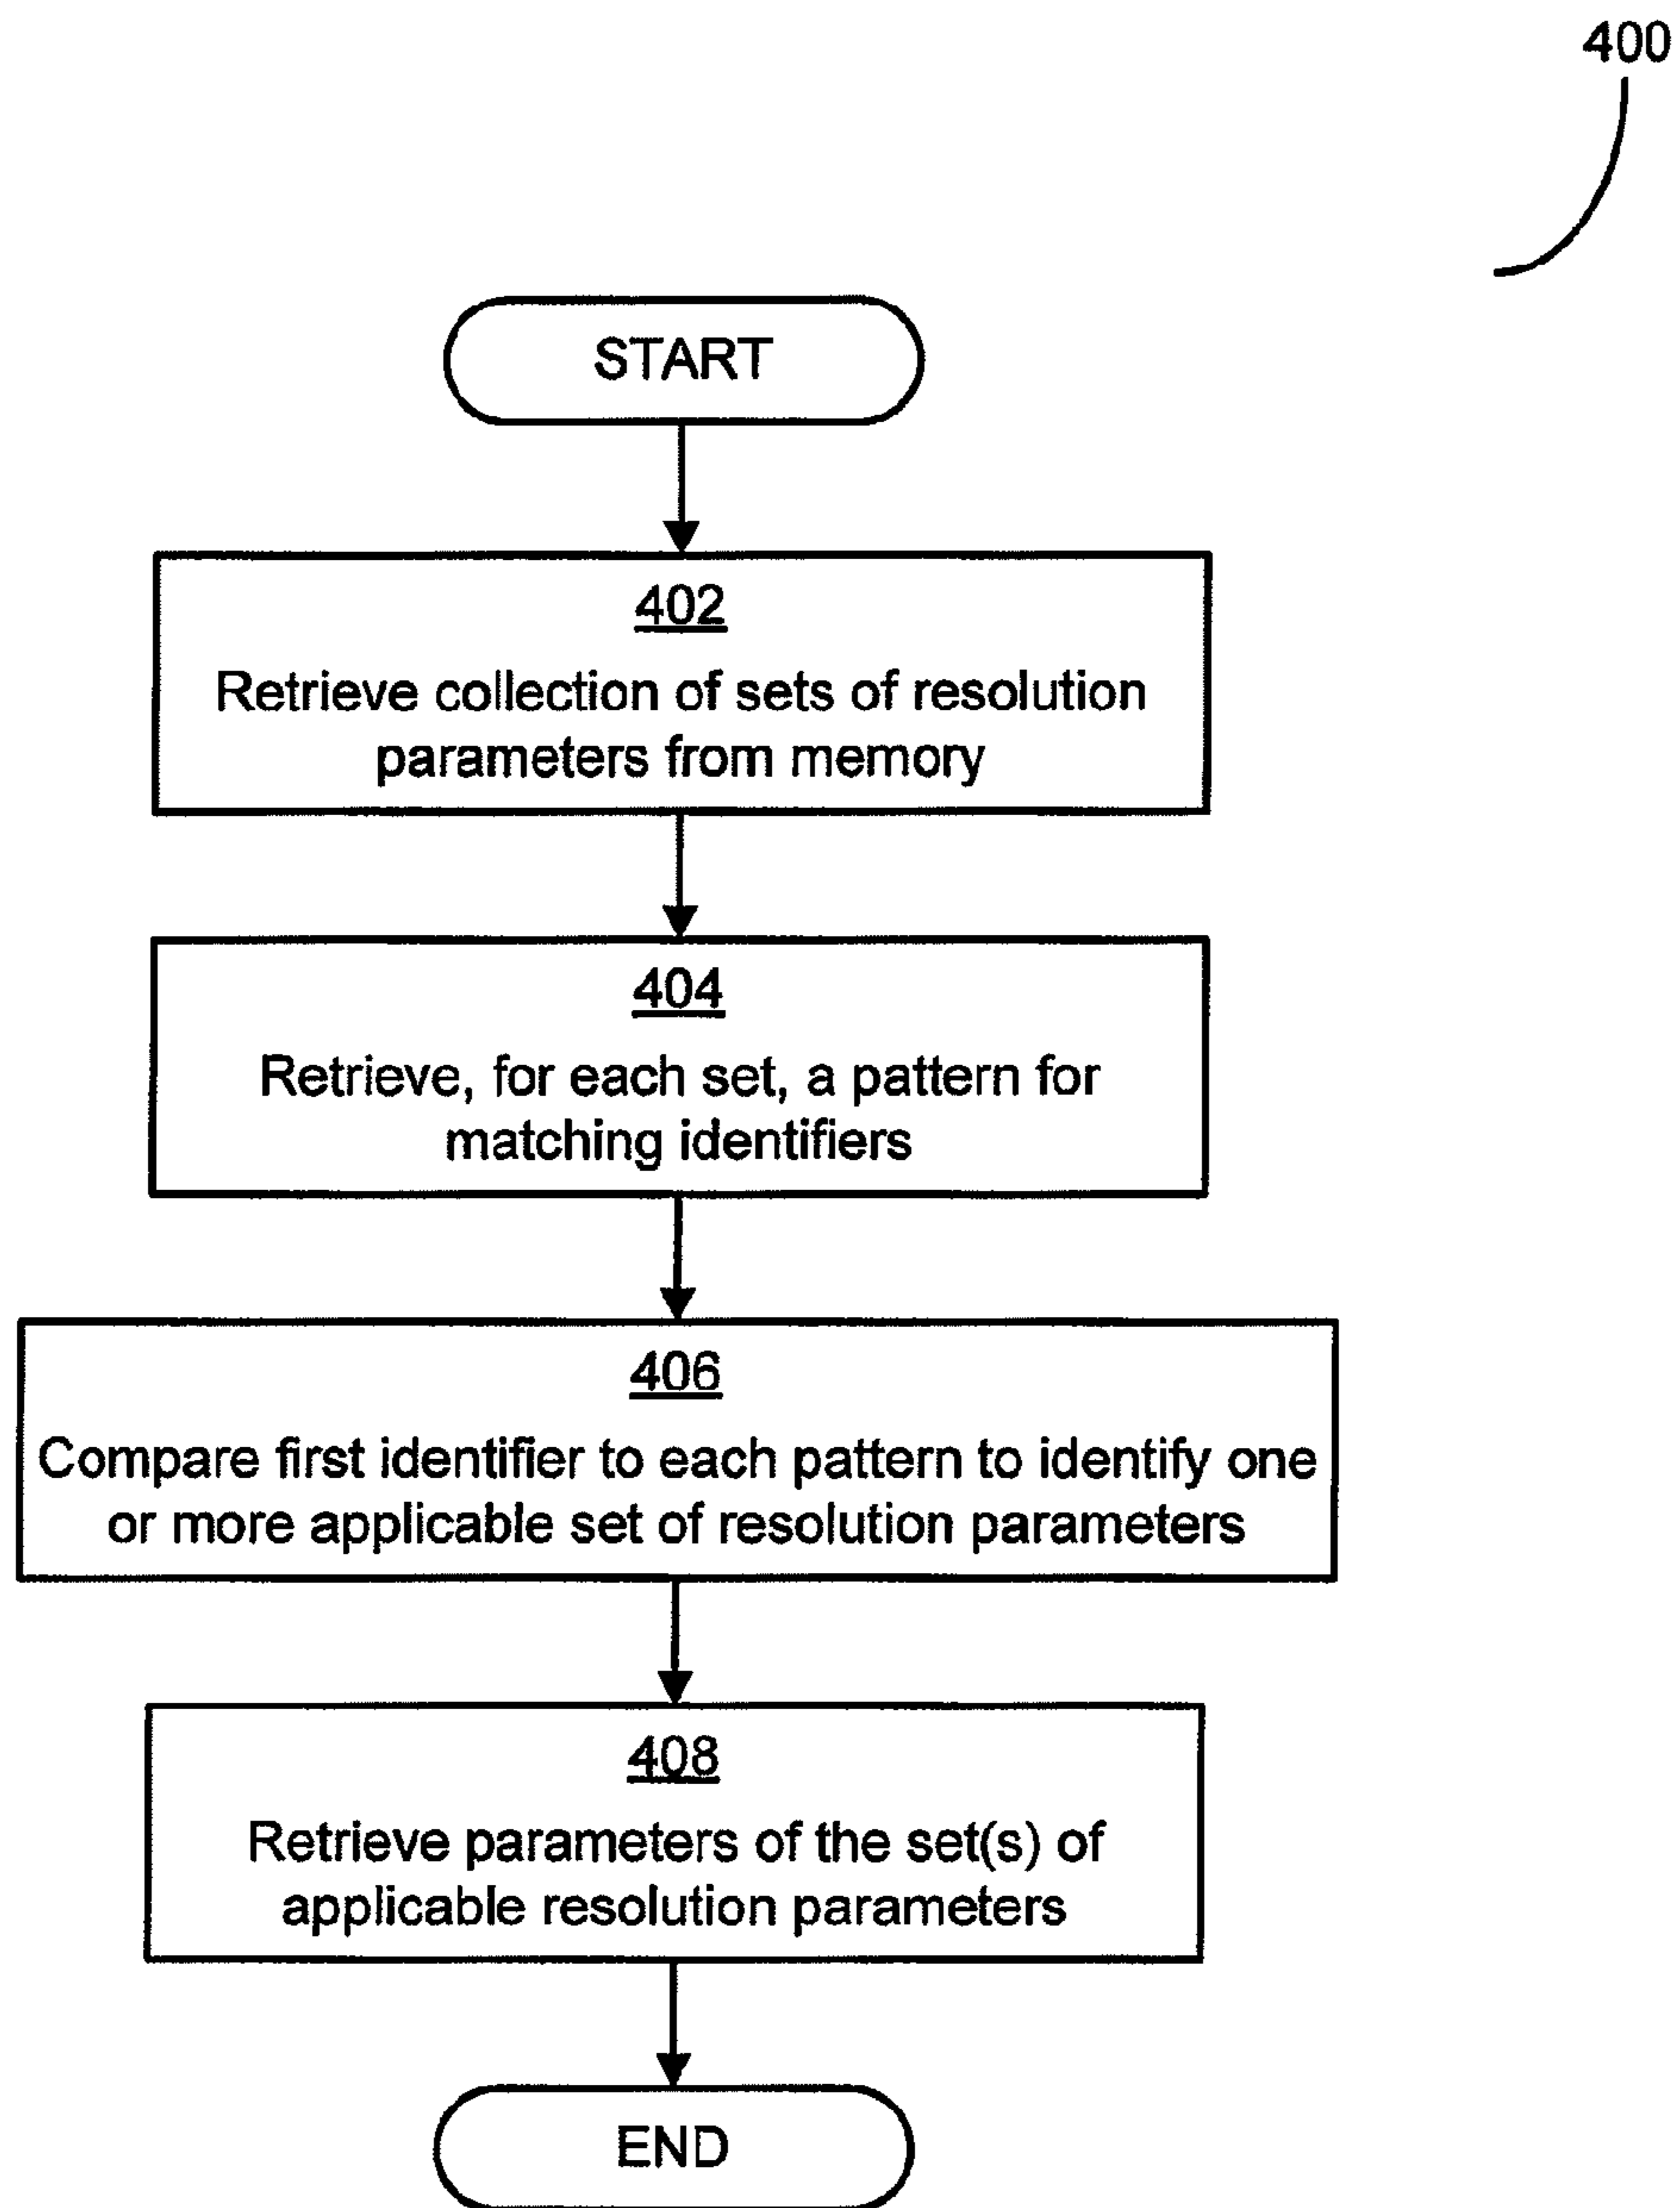 400
START
402
Retrieve collection of sets of resolution
parameters from memory
404
Retrieve, for each set, a pattern for
matching identifiers
406
Compare first identifier to each pattern to identify one
or more applicable set of resolution parameters
408
Retrieve parameters of the set(s) of
applicable resolution parameters
END